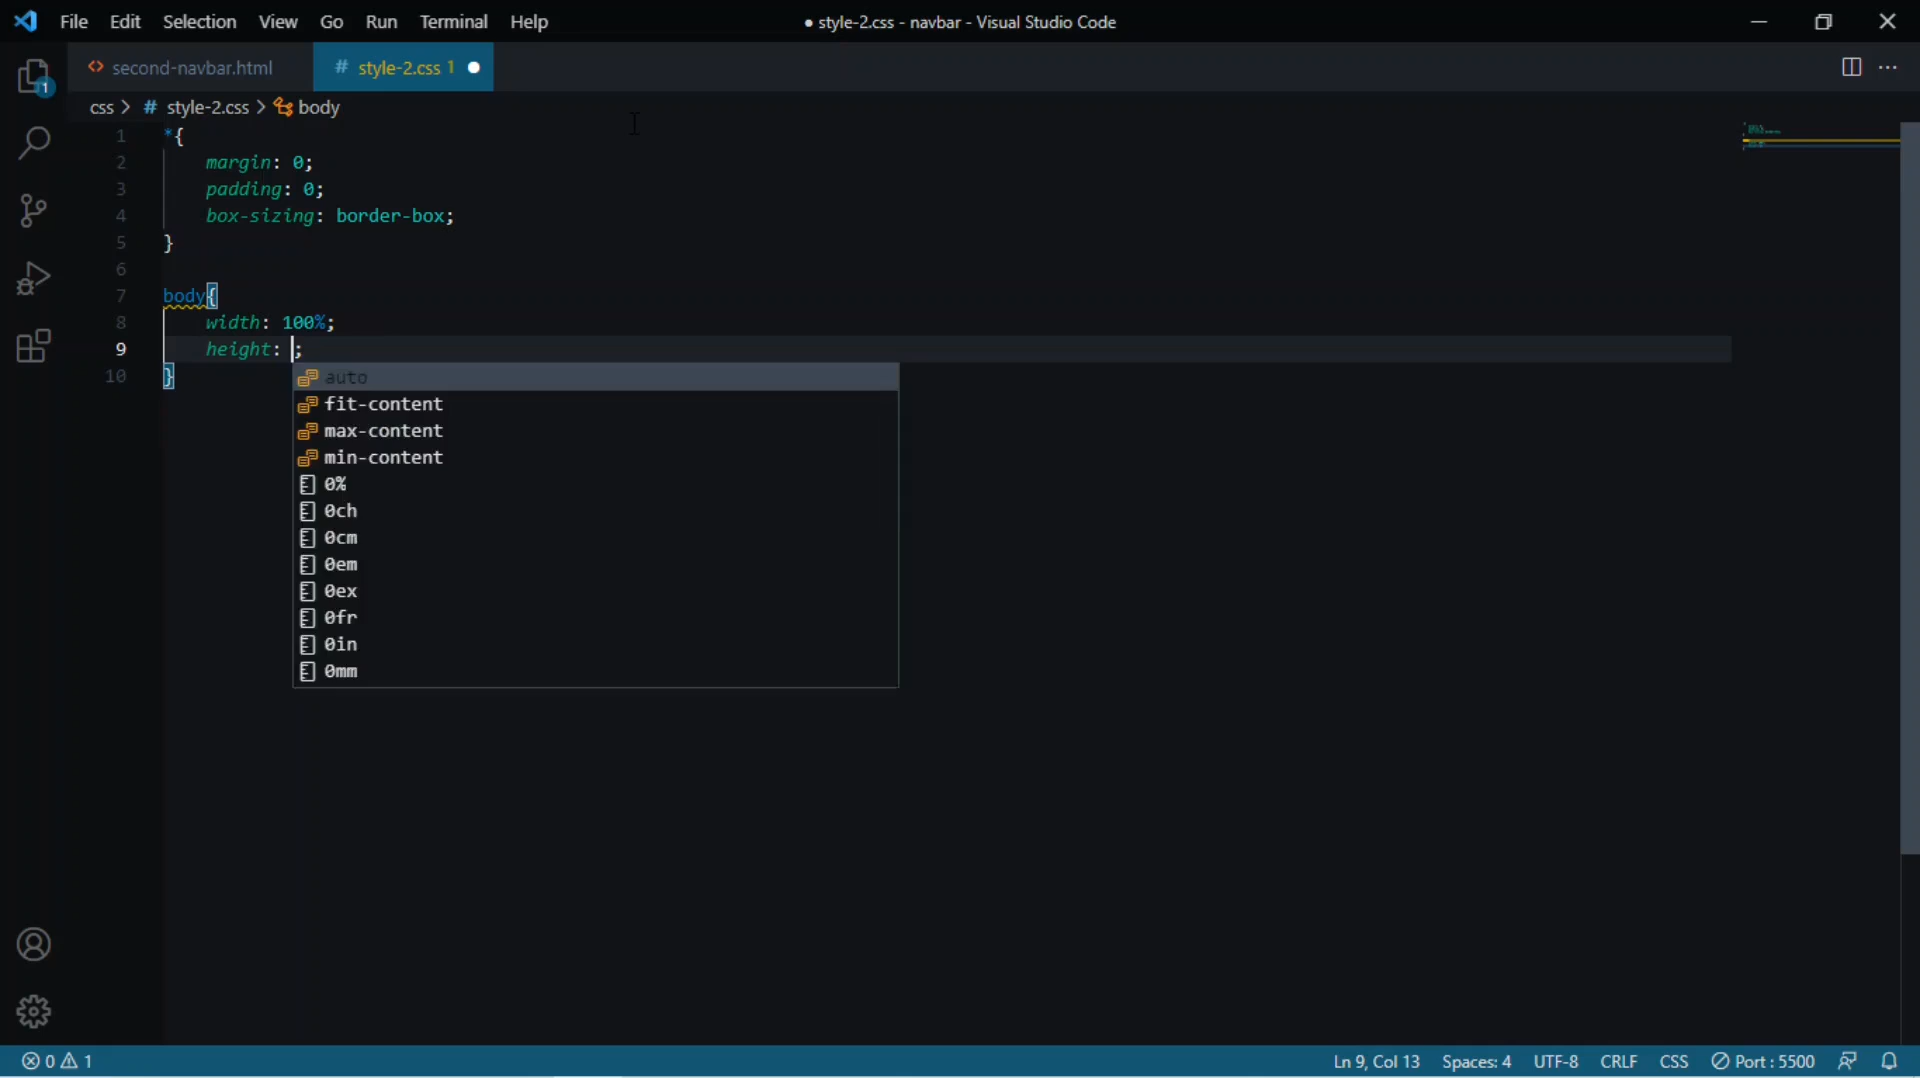 File Edit Selection View Go Run Terminal Help ● style-2.css - navbar - Visual Studio Code
<> second-navbar.html # style-2.css 1 ●
css > # style-2.css > body
1 *{
2 margin: 0;
3 padding: 0;
4 box-sizing: border-box;
5 }
6
7 body{
8 width: 100%;
9 height: ;
10 }
auto
fit-content
max-content
min-content
0%
0ch
0cm
0em
0ex
0fr
0in
0mm
1
0 1 Ln 9, Col 13 Spaces: 4 UTF-8 CRLF CSS Port : 5500